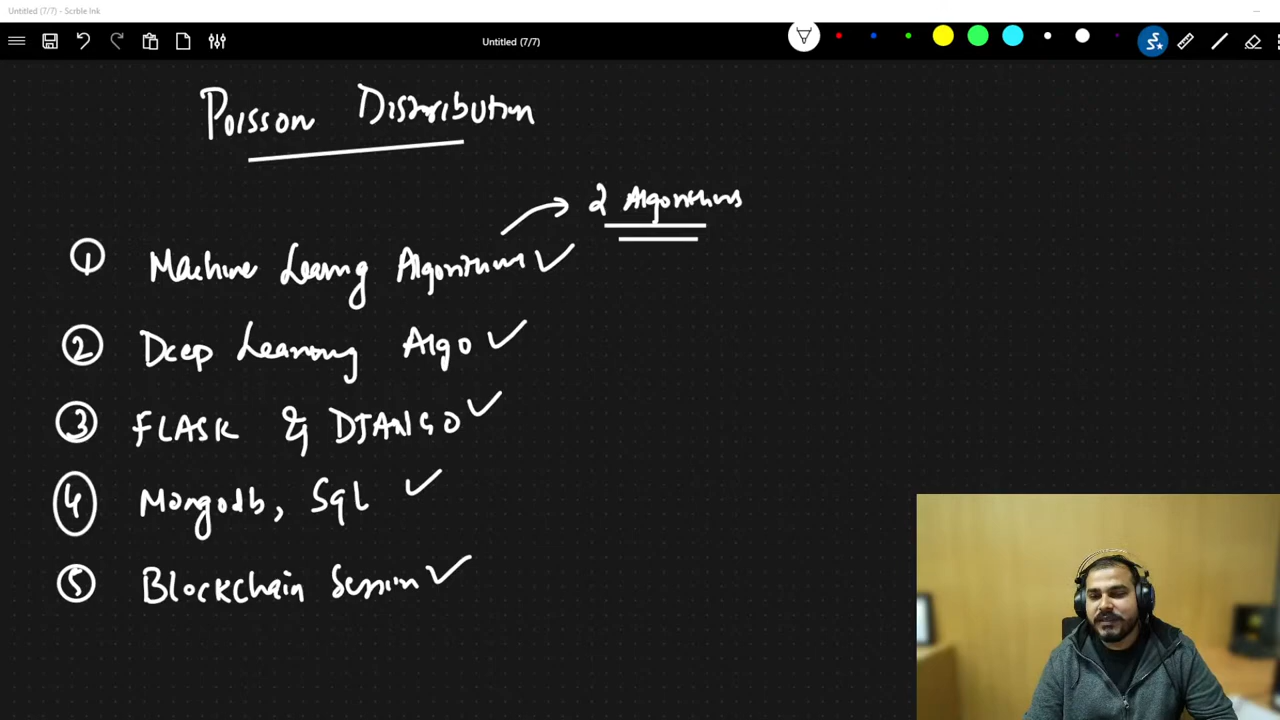 Untitled (7/7) - Scrble Ink
Untitled (7/7)
Poisson Distribution
2 Algorithms
① Machine Learning Algorithms ✓
② Deep Learning Algo ✓
③ FLASK & DJANGO ✓
④ Mongodb, Sql ✓
⑤ Blockchain Session ✓